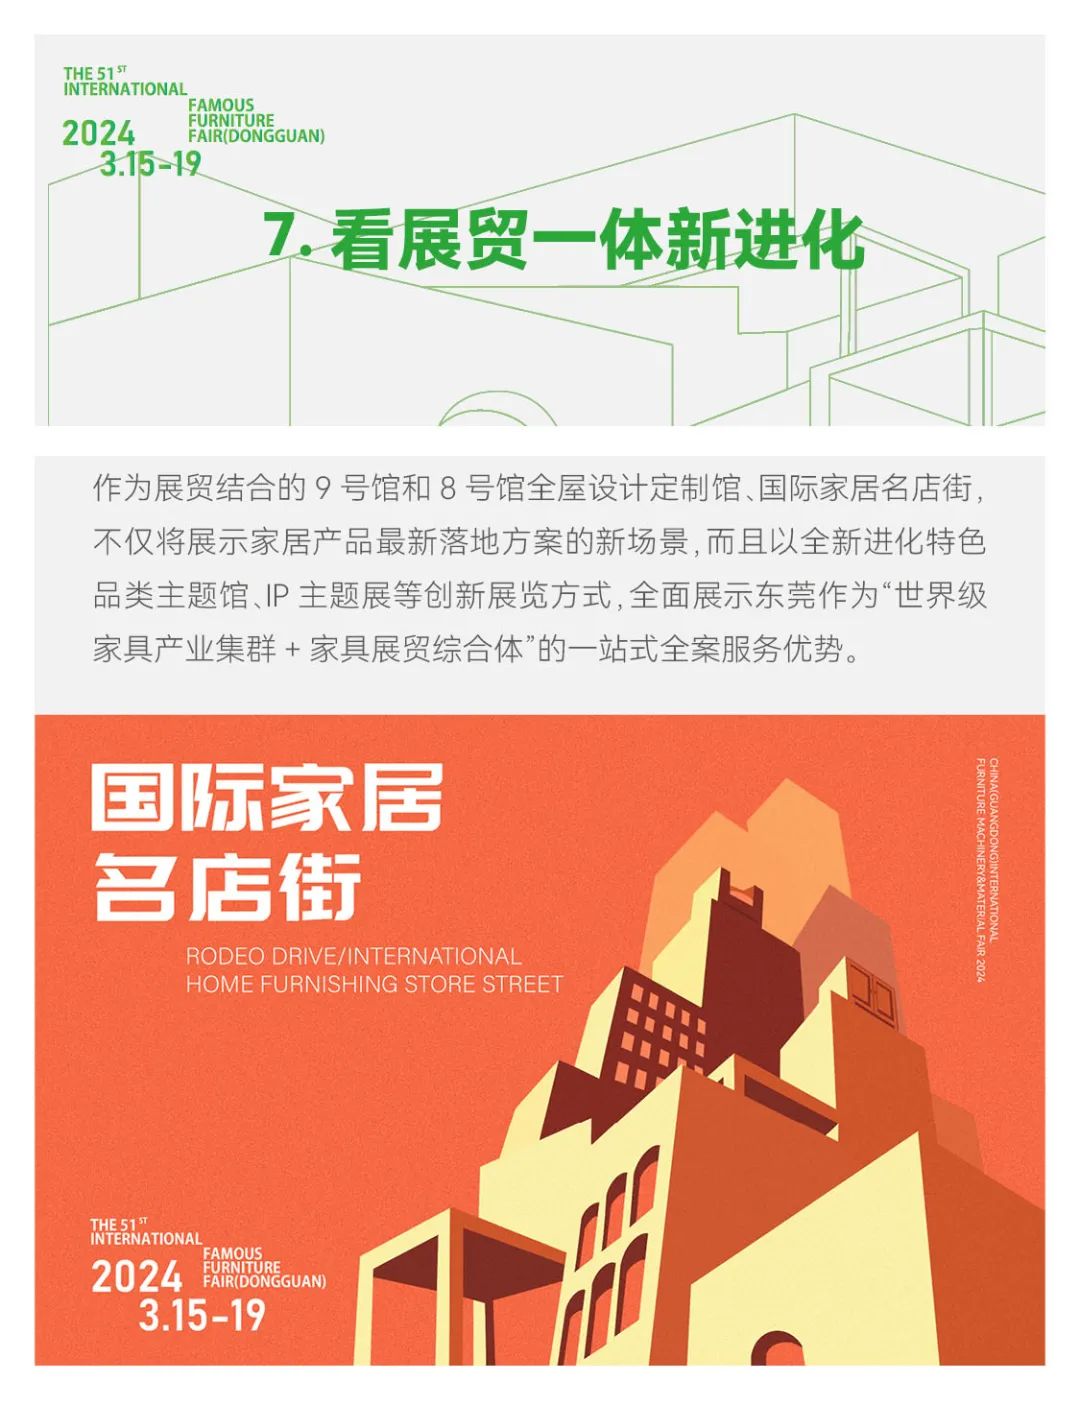 THE 51ST
INTERNATIONAL
FAMOUS
FURNITURE
FAIR(DONGGUAN)
2024
3.15-19
7. 看展贸一体新进化
作为展贸结合的 9 号馆和 8 号馆全屋设计定制馆、国际家居名店街，
不仅将展示家居产品最新落地方案的新场景，而且以全新进化特色
品类主题馆、IP 主题展等创新展览方式，全面展示东莞作为“世界级
家具产业集群 + 家具展贸综合体”的一站式全案服务优势。
国际家居
名店街
RODEO DRIVE/INTERNATIONAL
HOME FURNISHING STORE STREET
CHINA(GUANGDONG)INTERNATIONAL
FURNITURE MACHINERY&MATERIAL FAIR 2024
THE 51ST
INTERNATIONAL
FAMOUS
FURNITURE
FAIR(DONGGUAN)
2024
3.15-19